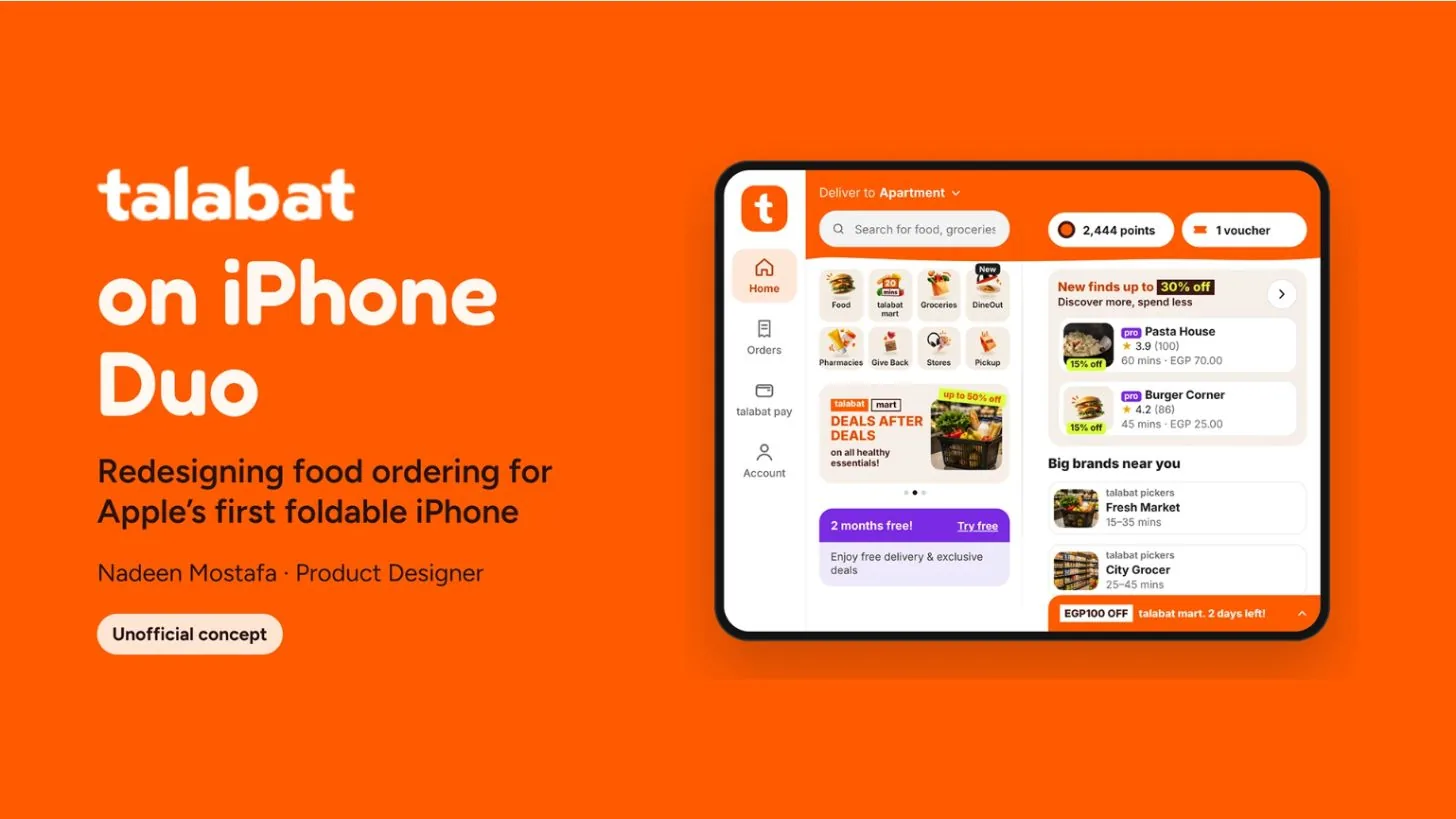 talabat
on iPhone
Duo
Redesigning food ordering for
Apple's first foldable iPhone
Nadeen Mostafa · Product Designer
Unofficial concept
t
Home
Orders
talabat pay
Account
Deliver to Apartment
Search for food, groceries
2,444 points
1 voucher
Food
20
mins
talabat
mart
Groceries
New
DineOut
Pharmacies
Give Back
Stores
Pickup
talabat mart
up to 50% off
DEALS AFTER
DEALS
on all healthy
essentials!
2 months free!
Try free
Enjoy free delivery & exclusive
deals
New finds up to 30% off
Discover more, spend less
pro Pasta House
★ 3.9 (100)
60 mins · EGP 70.00
15% off
pro Burger Corner
★ 4.2 (86)
45 mins · EGP 25.00
15% off
Big brands near you
talabat pickers
Fresh Market
15–35 mins
talabat pickers
City Grocer
25–45 mins
EGP100 OFF talabat mart. 2 days left!